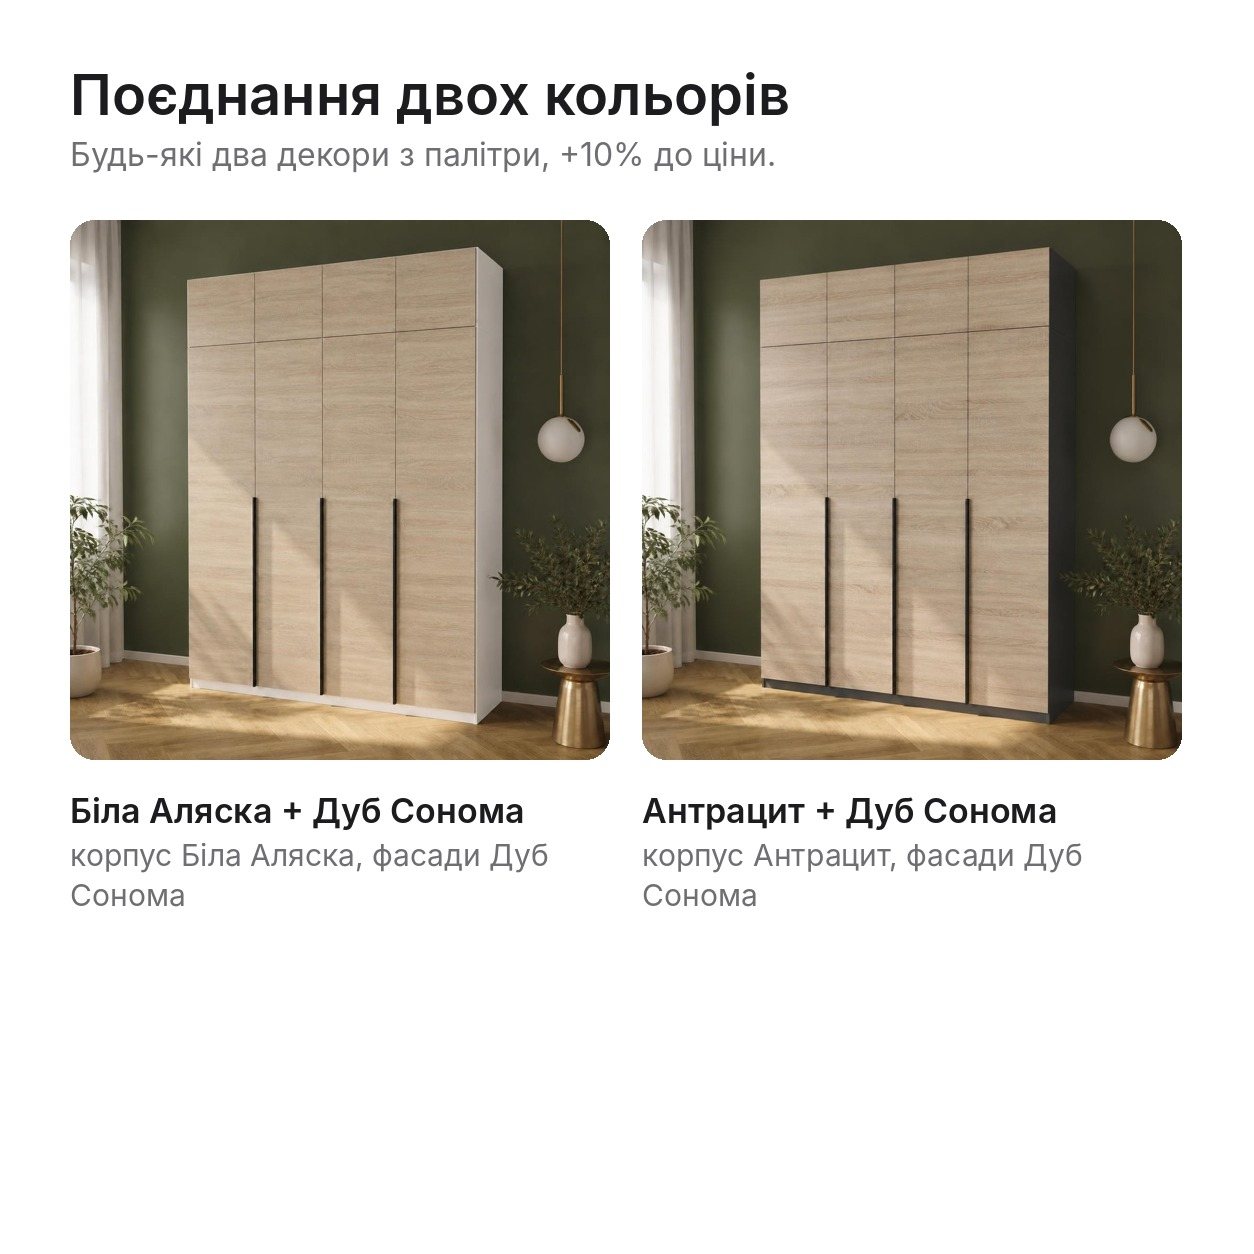 Поєднання двох кольорів
Будь-які два декори з палітри, +10% до ціни.
Біла Аляска + Дуб Сонома
корпус Біла Аляска, фасади Дуб
Сонома
Антрацит + Дуб Сонома
корпус Антрацит, фасади Дуб
Сонома